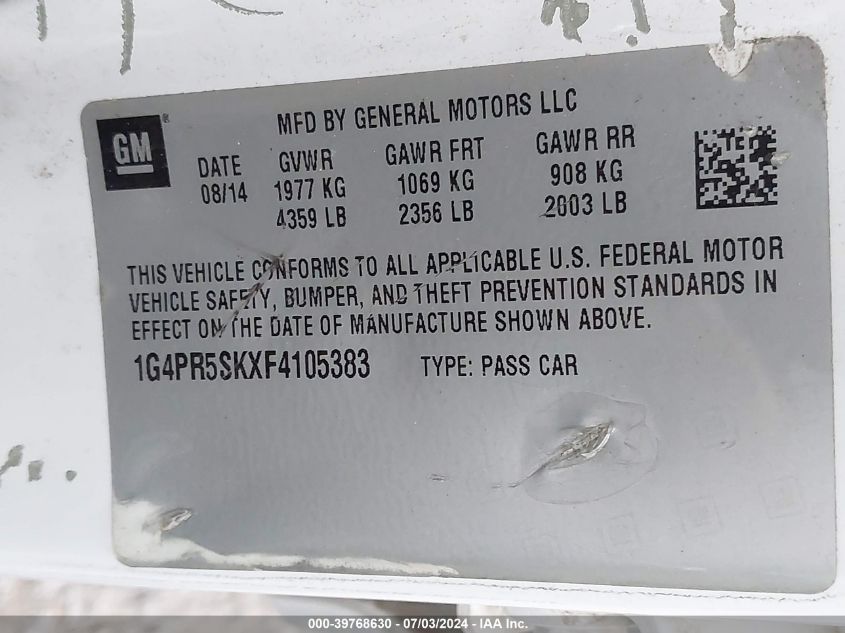 MFD BY GENERAL MOTORS LLC
GM ®
DATE GVWR GAWR FRT GAWR RR
08/14 1977 KG 1069 KG 908 KG
4359 LB 2356 LB 2003 LB
THIS VEHICLE CONFORMS TO ALL APPLICABLE U.S. FEDERAL MOTOR
VEHICLE SAFETY, BUMPER, AND THEFT PREVENTION STANDARDS IN
EFFECT ON THE DATE OF MANUFACTURE SHOWN ABOVE.
1G4PR5SKXF4105383 TYPE: PASS CAR
000-39768630 - 07/03/2024 - IAA Inc.